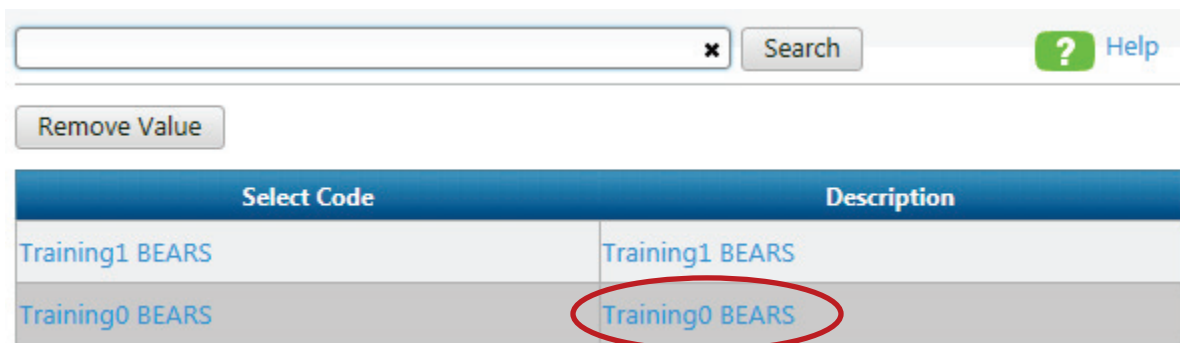 Search ? Help
Remove Value
Select Code Description
Training1 BEARS Training1 BEARS
Training0 BEARS Training0 BEARS